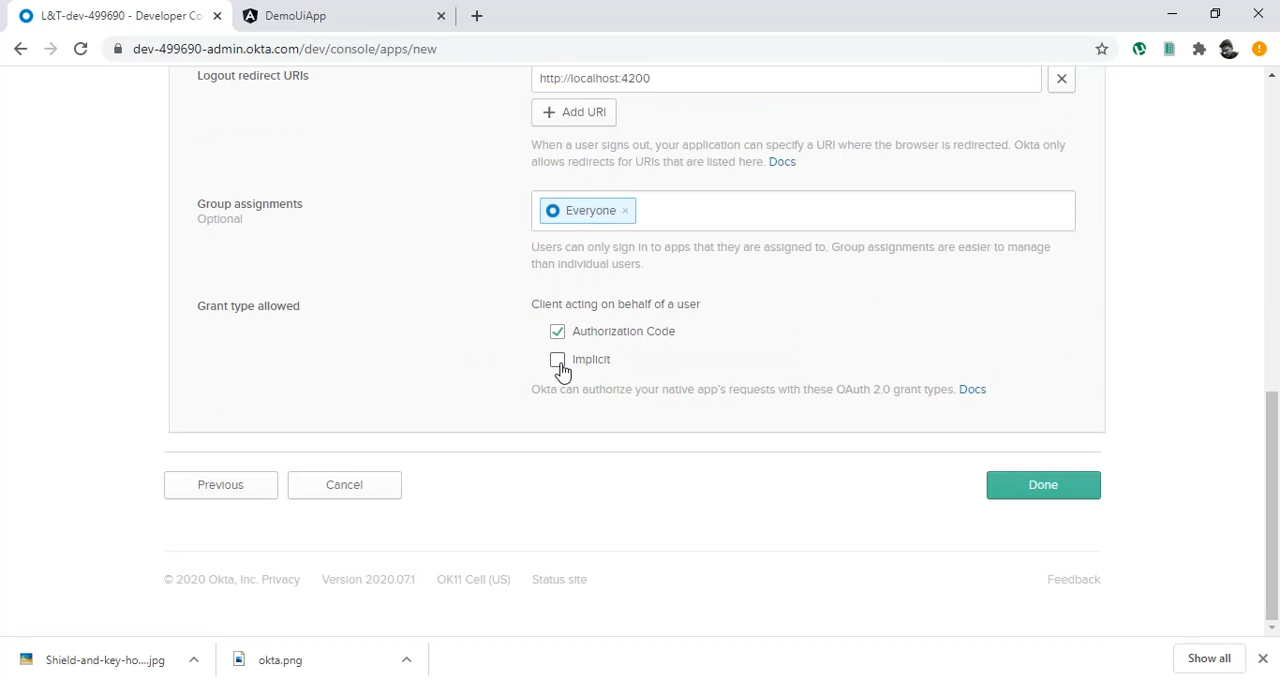 L&T-dev-499690 - Developer Co
DemoUiApp
dev-499690-admin.okta.com/dev/console/apps/new
Logout redirect URIs
http://localhost:4200
Add URI
When a user signs out, your application can specify a URI where the browser is redirected. Okta only
allows redirects for URIs that are listed here. Docs
Group assignments
Optional
Everyone
Users can only sign in to apps that they are assigned to. Group assignments are easier to manage
than individual users.
Grant type allowed
Client acting on behalf of a user
Authorization Code
Implicit
Okta can authorize your native app's requests with these OAuth 2.0 grant types. Docs
Previous
Cancel
Done
© 2020 Okta, Inc. Privacy Version 2020.07.1 OK11 Cell (US) Status site Feedback
Shield-and-key-ho....jpg
okta.png
Show all